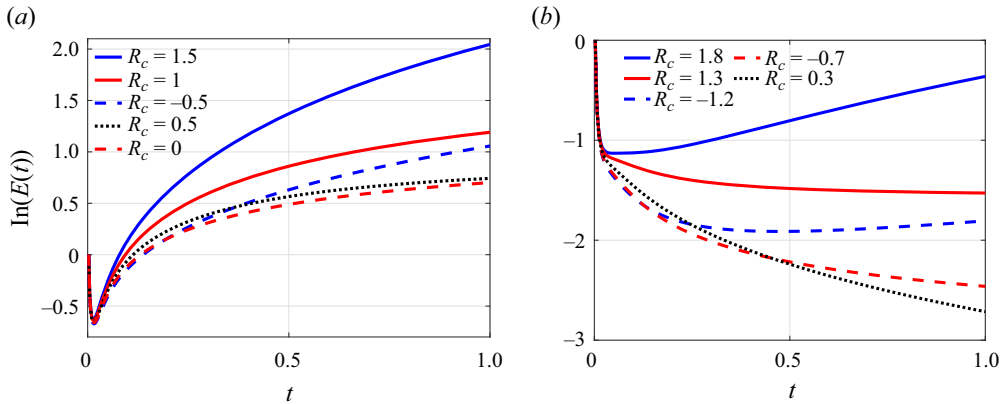 (a)
(b)
2.0
1.5
1.0
0.5
0
–0.5
ln(E(t))
R_c = 1.5
R_c = 1
R_c = –0.5
R_c = 0.5
R_c = 0
0 0.5 1.0
t
0
–1
–2
–3
R_c = 1.8
R_c = 1.3
R_c = –1.2
R_c = –0.7
R_c = 0.3
0 0.5 1.0
t